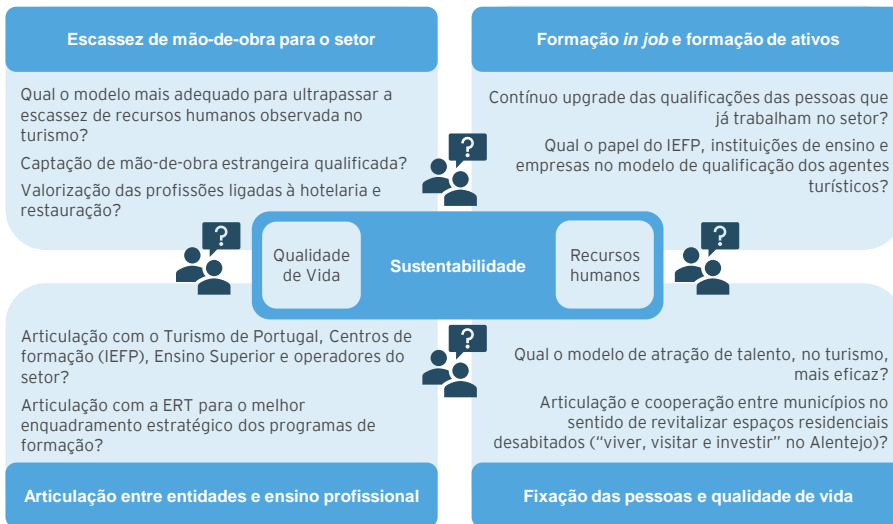 Escassez de mão-de-obra para o setor
Qual o modelo mais adequado para ultrapassar a
escassez de recursos humanos observada no
turismo?
Captação de mão-de-obra estrangeira qualificada?
Valorização das profissões ligadas à hotelaria e
restauração?
Formação in job e formação de ativos
Contínuo upgrade das qualificações das pessoas que
já trabalham no setor?
Qual o papel do IEFP, instituições de ensino e
empresas no modelo de qualificação dos agentes
turísticos?
?
?
?
?
Qualidade
de Vida
Sustentabilidade
Recursos
humanos
Articulação com o Turismo de Portugal, Centros de
formação (IEFP), Ensino Superior e operadores do
setor?
Articulação com a ERT para o melhor
enquadramento estratégico dos programas de
formação?
Articulação entre entidades e ensino profissional
Qual o modelo de atração de talento, no turismo,
mais eficaz?
Articulação e cooperação entre municípios no
sentido de revitalizar espaços residenciais
desabitados (“viver, visitar e investir” no Alentejo)?
Fixação das pessoas e qualidade de vida